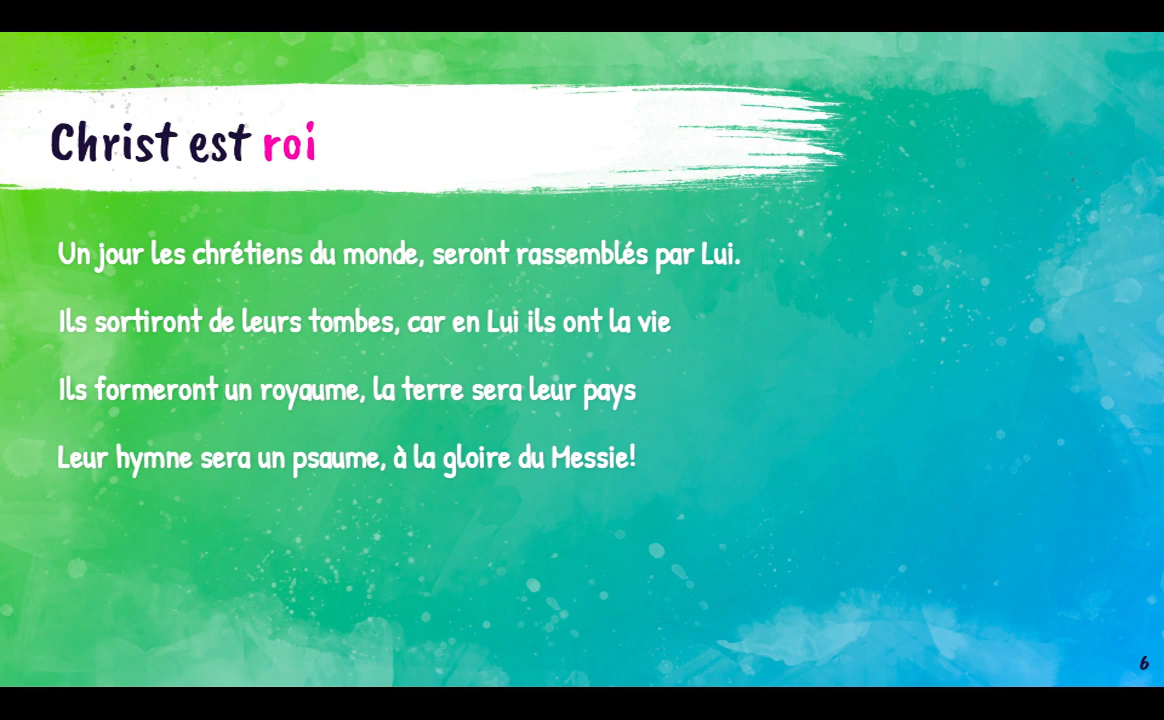 Christ est roi
Un jour les chrétiens du monde, seront rassemblés par Lui.
Ils sortiront de leurs tombes, car en Lui ils ont la vie
Ils formeront un royaume, la terre sera leur pays
Leur hymne sera un psaume, à la gloire du Messie!
6